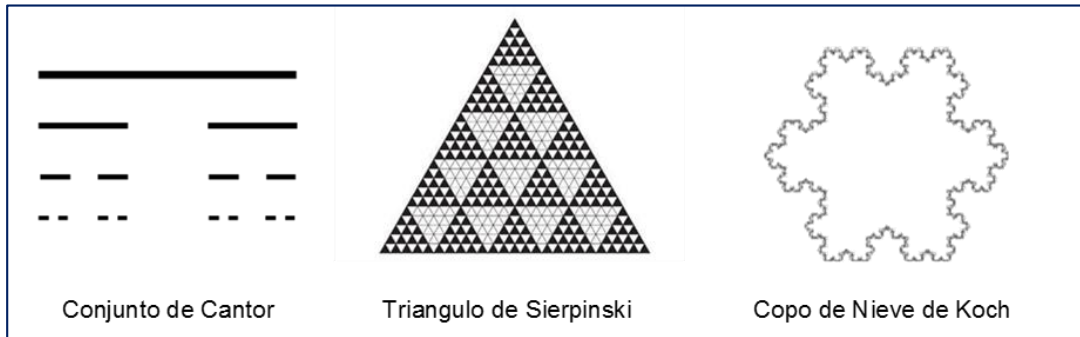 Conjunto de Cantor
Triangulo de Sierpinski
Copo de Nieve de Koch